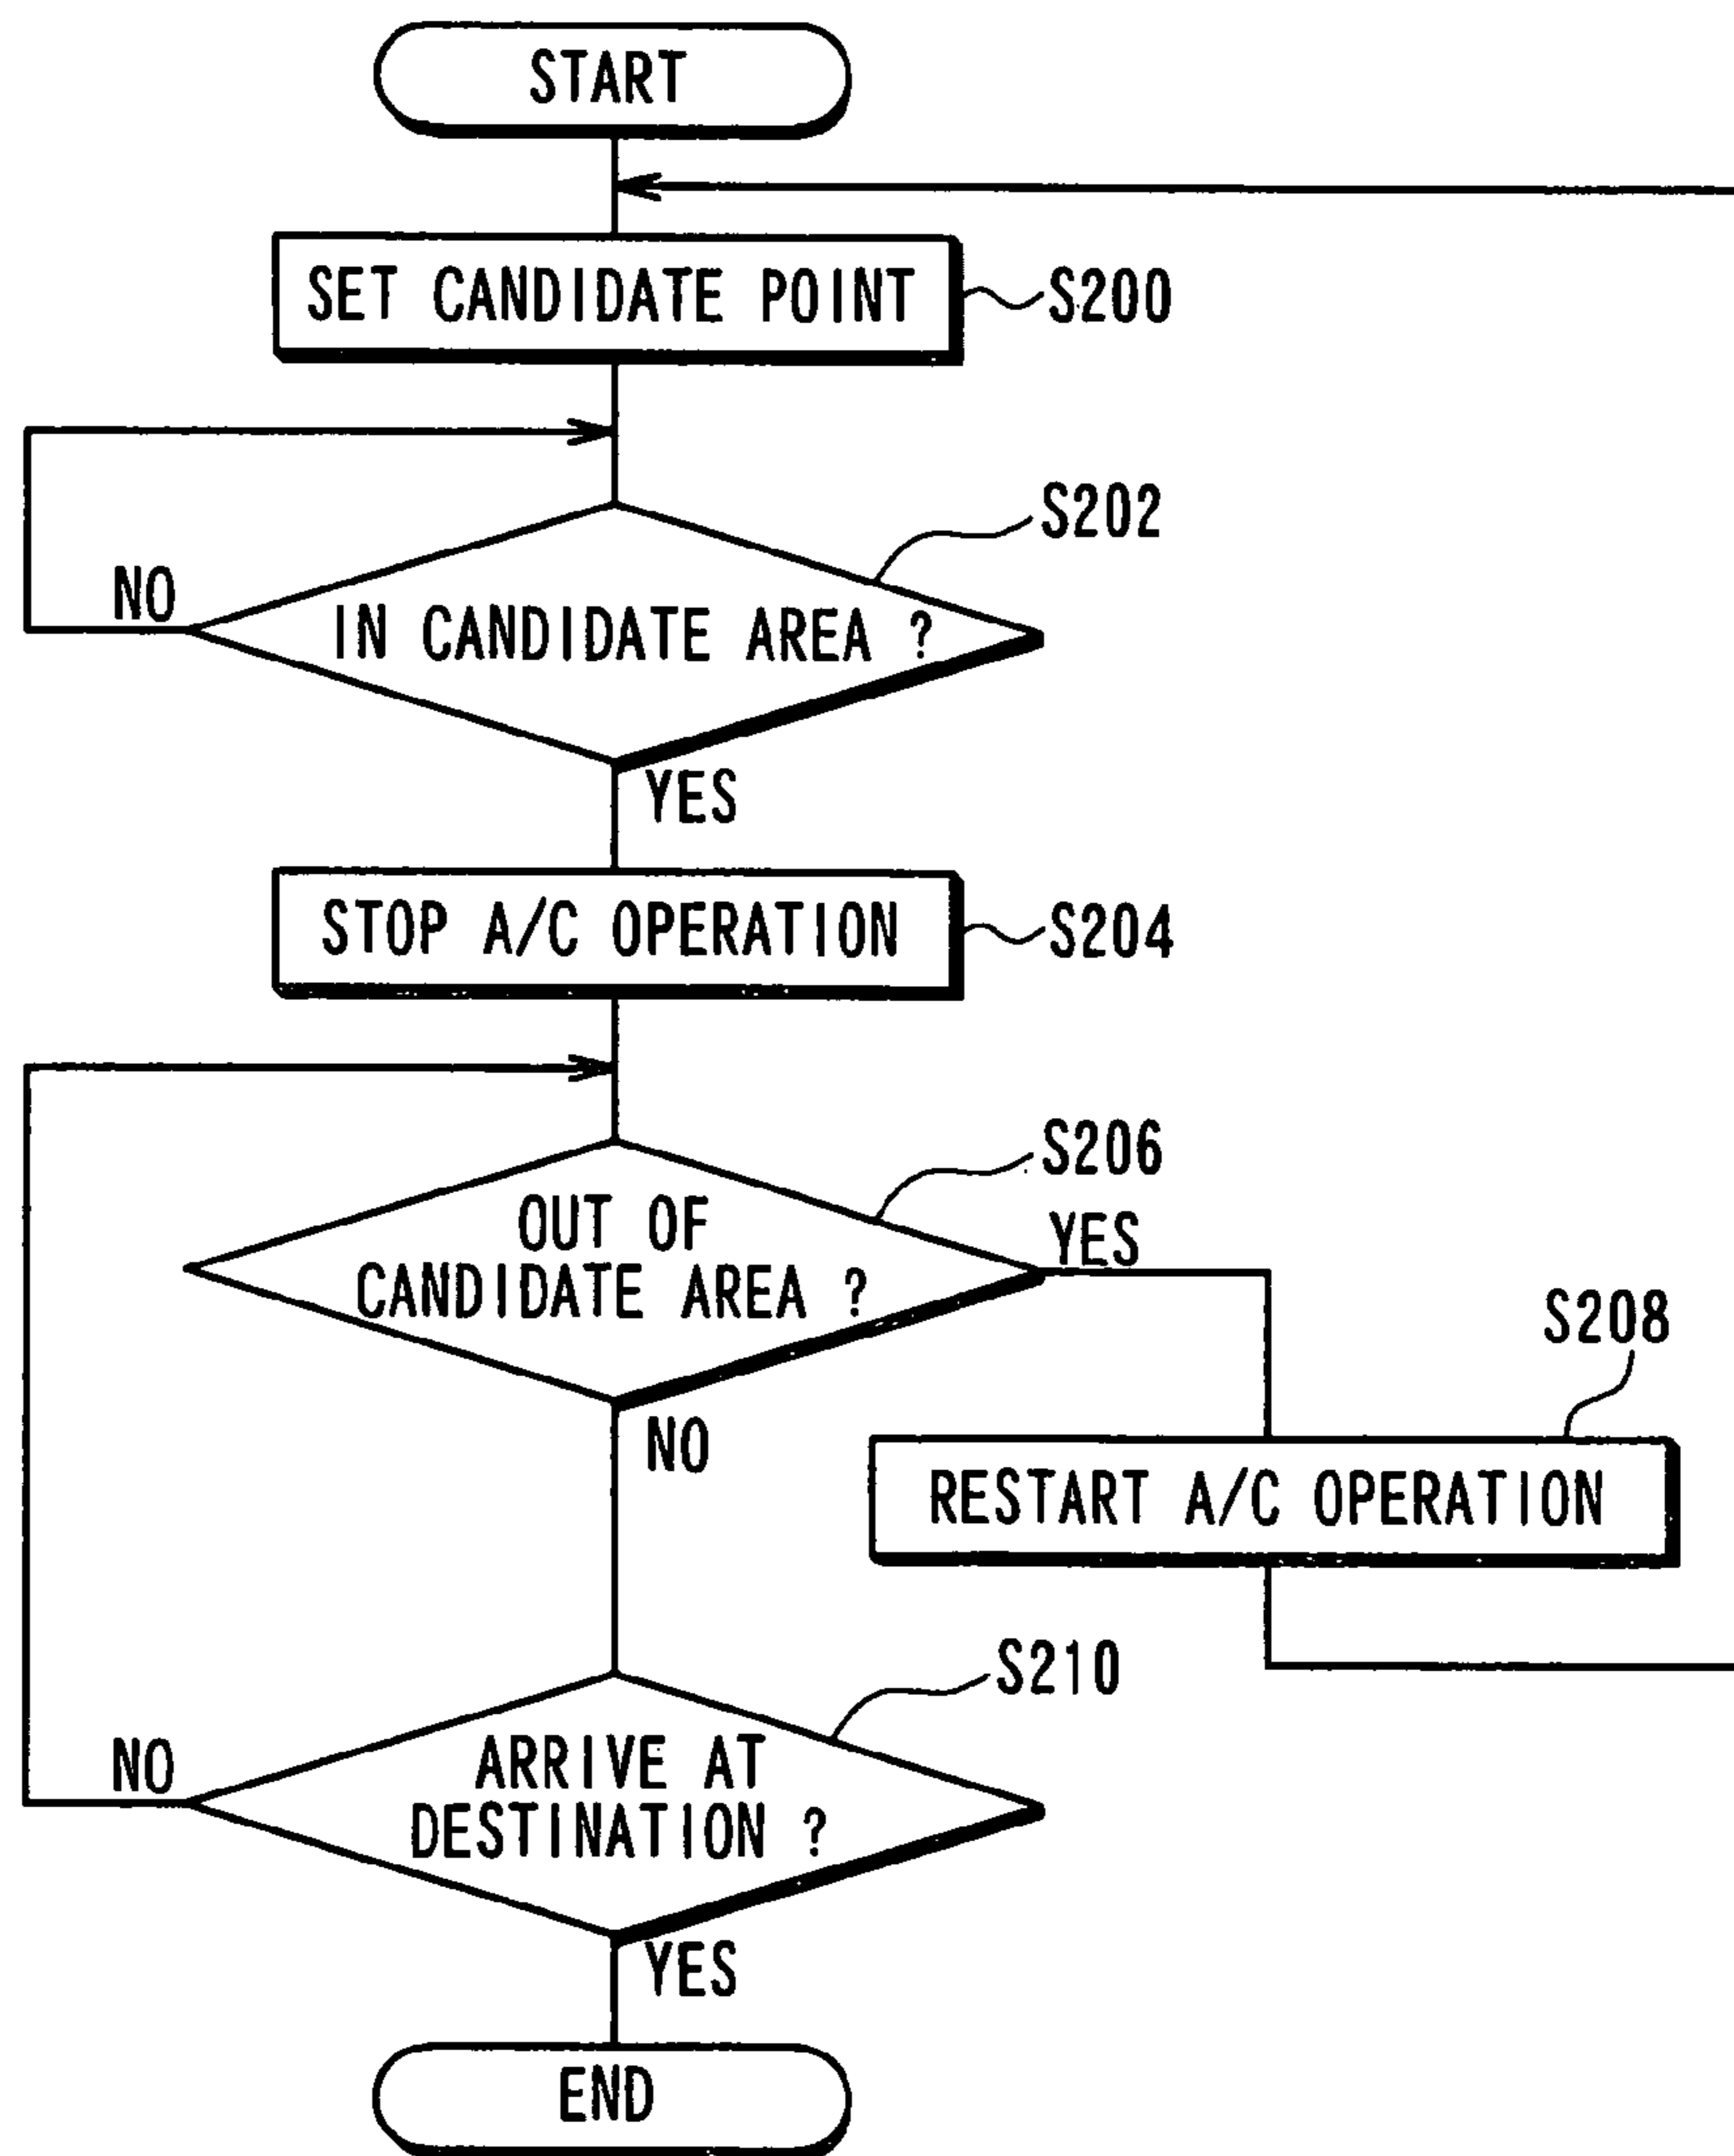 START
SET CANDIDATE POINT
S200
S202
NO
IN CANDIDATE AREA ?
YES
STOP A/C OPERATION
S204
S206
OUT OF
CANDIDATE AREA ?
YES
S208
NO
RESTART A/C OPERATION
S210
NO
ARRIVE AT
DESTINATION ?
YES
END